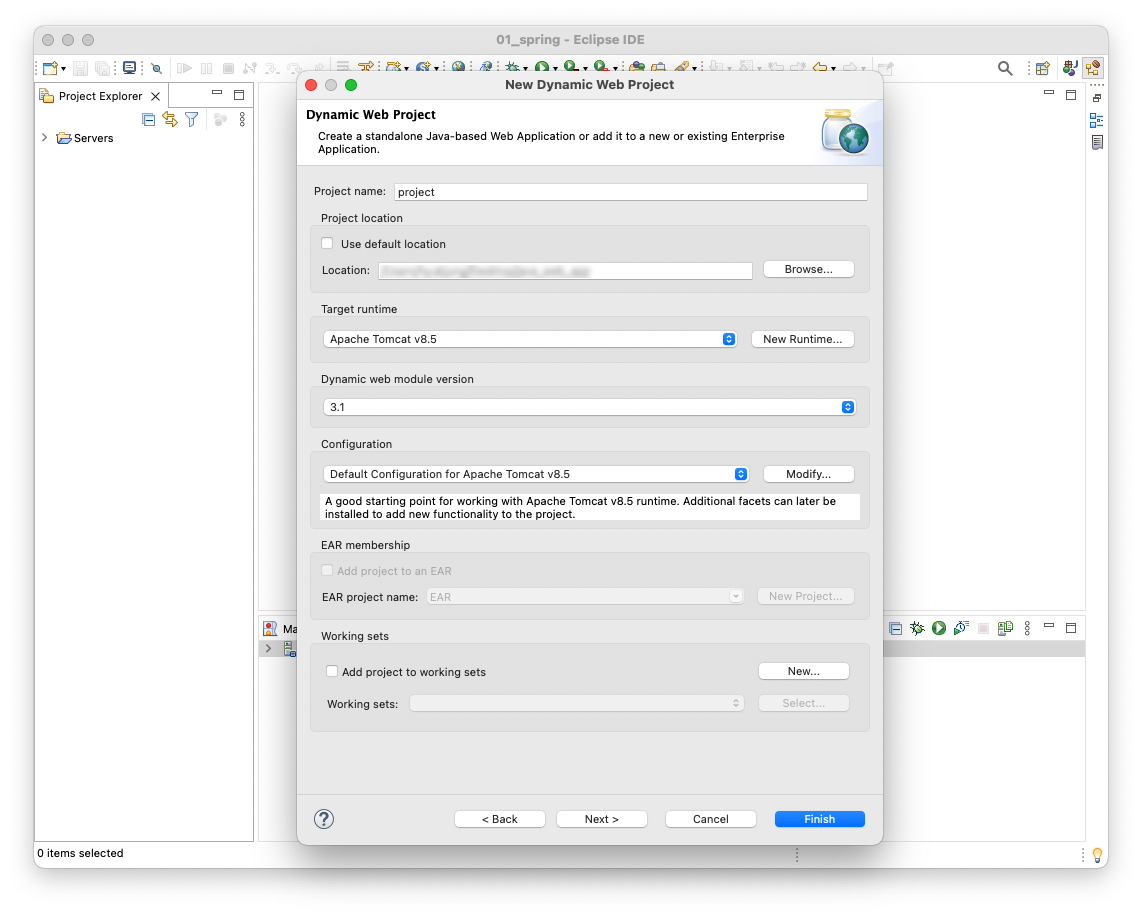 01_spring - Eclipse IDE
Project Explorer
Servers
New Dynamic Web Project
Dynamic Web Project
Create a standalone Java-based Web Application or add it to a new or existing Enterprise
Application.
Project name: project
Project location
Use default location
Location:
Browse...
Target runtime
Apache Tomcat v8.5
New Runtime...
Dynamic web module version
3.1
Configuration
Default Configuration for Apache Tomcat v8.5
Modify...
A good starting point for working with Apache Tomcat v8.5 runtime. Additional facets can later be
installed to add new functionality to the project.
EAR membership
Add project to an EAR
EAR project name: EAR
New Project...
Ma
Working sets
Add project to working sets
New...
Working sets:
Select...
< Back
Next >
Cancel
Finish
0 items selected